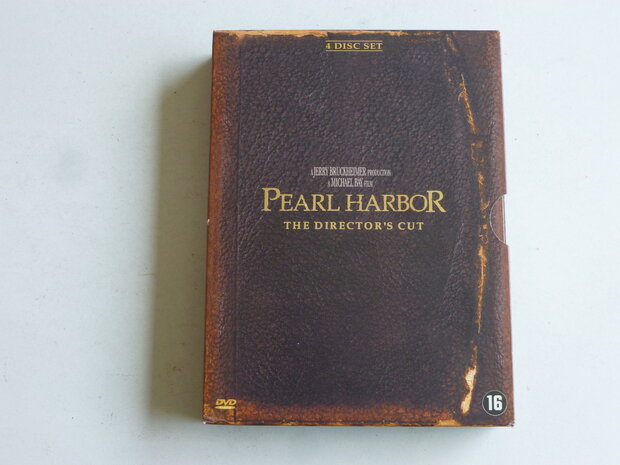 4 DISC SET
A JERRY BRUCKHEIMER PRODUCTION
A MICHAEL BAY FILM
PEARL HARBOR
THE DIRECTOR'S CUT
DVD
16